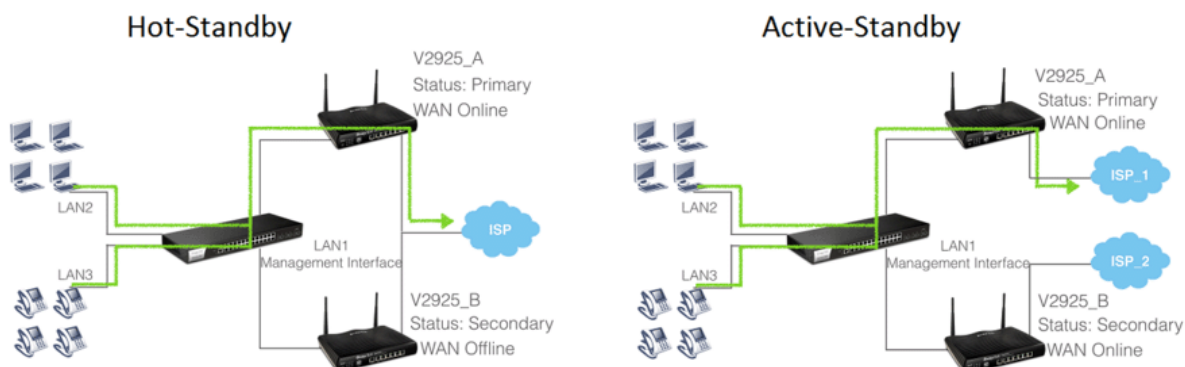 Hot-Standby
V2925_A
Status: Primary
WAN Online
LAN2
LAN3
LAN1
Management Interface
ISP
V2925_B
Status: Secondary
WAN Offline
Active-Standby
V2925_A
Status: Primary
WAN Online
LAN2
LAN3
LAN1
Management Interface
ISP_1
ISP_2
V2925_B
Status: Secondary
WAN Online